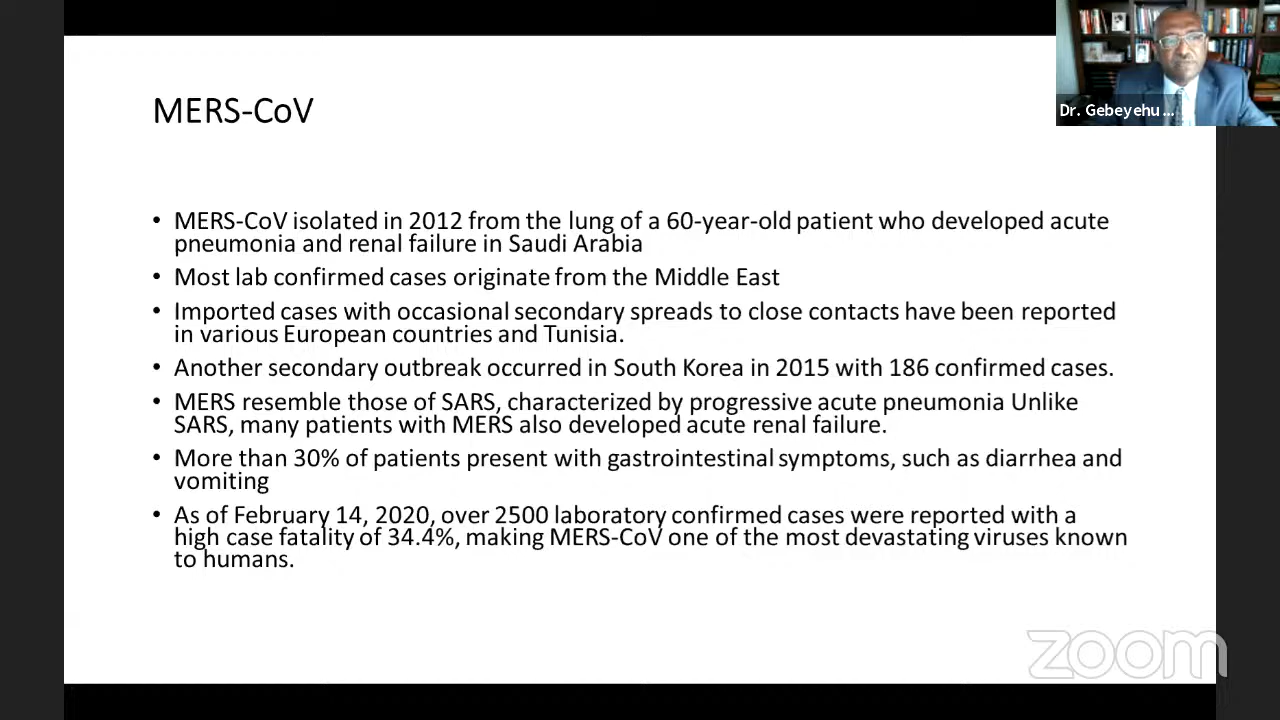 MERS-CoV
Dr. Gebeyehu ...
• MERS-CoV isolated in 2012 from the lung of a 60-year-old patient who developed acute
pneumonia and renal failure in Saudi Arabia
• Most lab confirmed cases originate from the Middle East
• Imported cases with occasional secondary spreads to close contacts have been reported
in various European countries and Tunisia.
• Another secondary outbreak occurred in South Korea in 2015 with 186 confirmed cases.
• MERS resemble those of SARS, characterized by progressive acute pneumonia Unlike
SARS, many patients with MERS also developed acute renal failure.
• More than 30% of patients present with gastrointestinal symptoms, such as diarrhea and
vomiting
• As of February 14, 2020, over 2500 laboratory confirmed cases were reported with a
high case fatality of 34.4%, making MERS-CoV one of the most devastating viruses known
to humans.
zoom